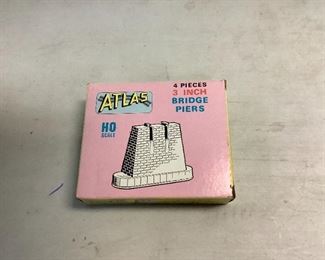 ATLAS
HO
SCALE
4 PIECES
3 INCH
BRIDGE
PIERS